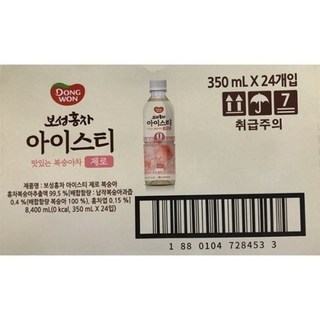 DONG
WON
보성홍차
아이스티
맛있는 복숭아차 제로
350 mL X 24개입
7
취급주의
제품명 : 보성홍차 아이스티 제로 복숭아
홍차복숭아추출액 99.5 %[배합함량 : 납작복숭아과즙
0.4 %(배합함량 복숭아 100 %), 홍차엽 0.15 %]
8,400 mL(0 kcal, 350 mL X 24입)
1 88 0104 728453 3